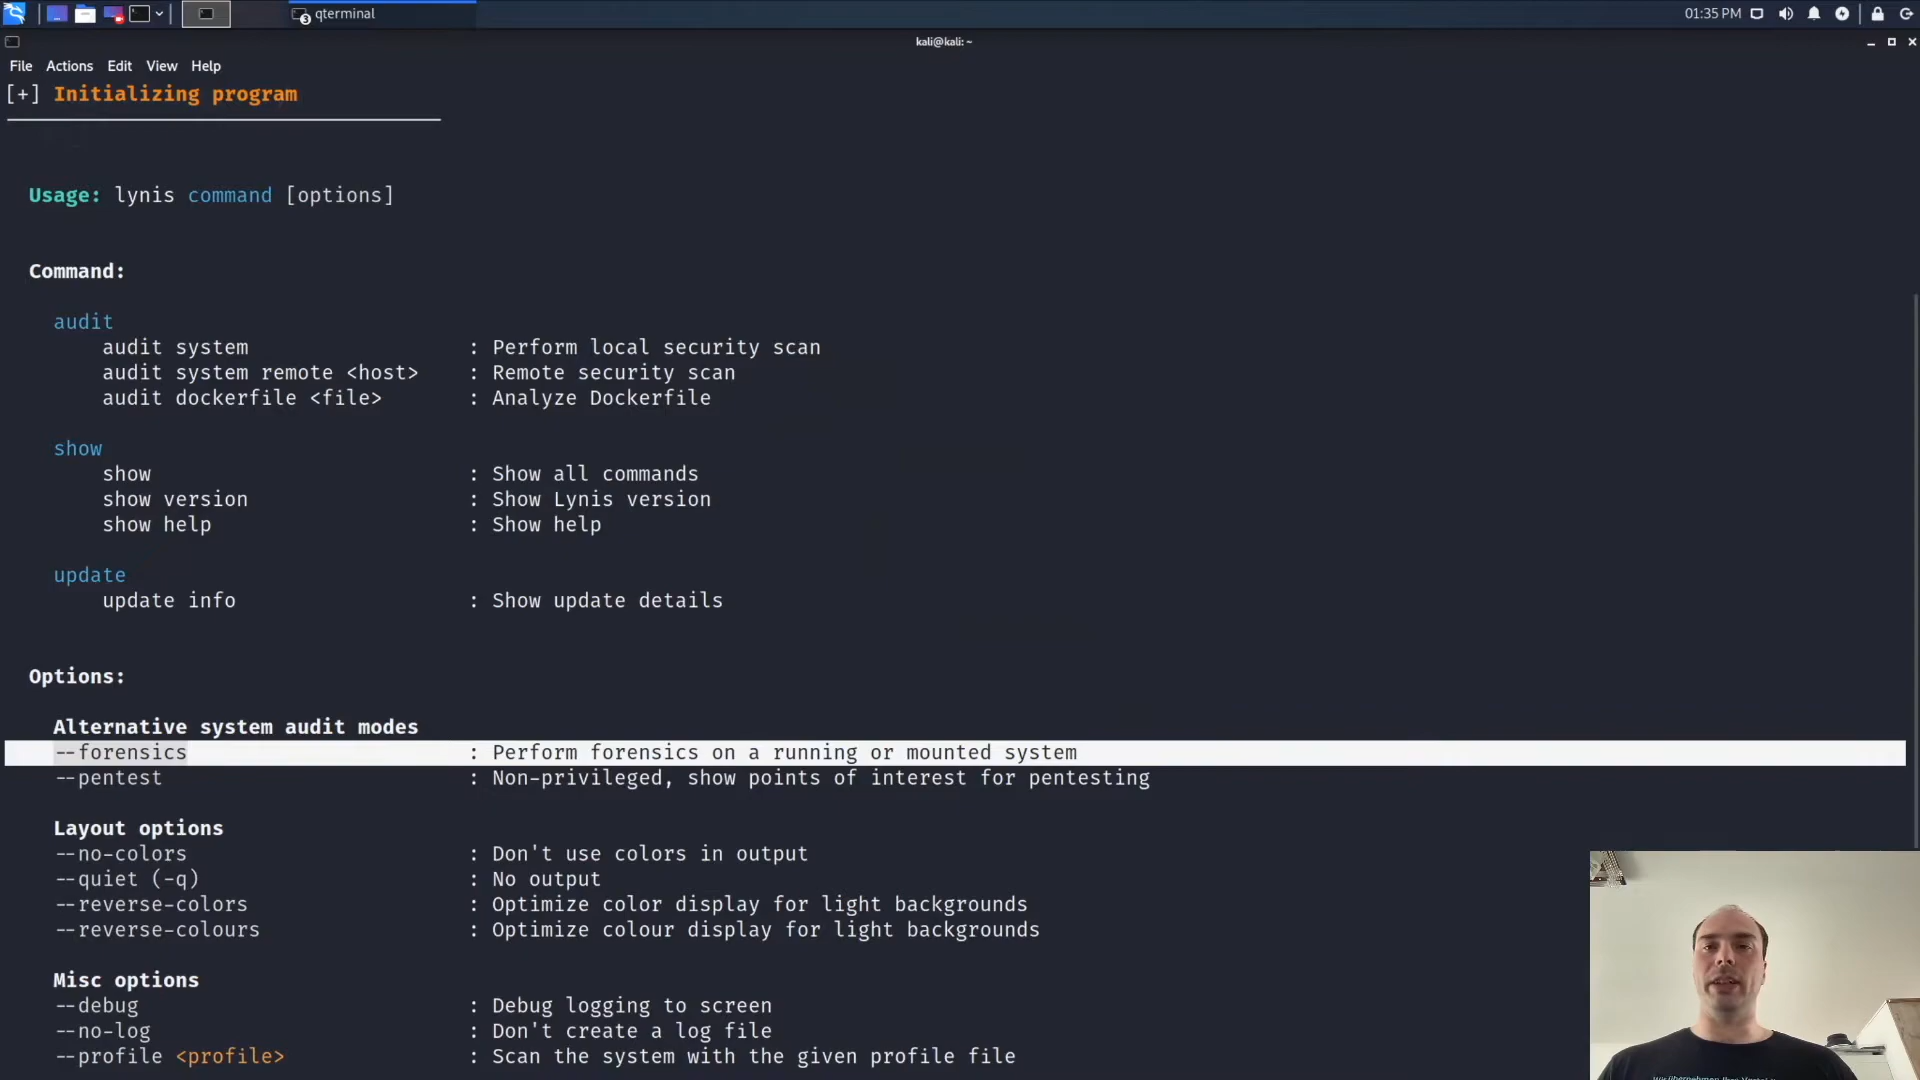 qterminal
01:35 PM
kali@kali: ~
File Actions Edit View Help
[+] Initializing program
Usage: lynis command [options]
Command:
audit
audit system : Perform local security scan
audit system remote <host> : Remote security scan
audit dockerfile <file> : Analyze Dockerfile
show
show : Show all commands
show version : Show Lynis version
show help : Show help
update
update info : Show update details
Options:
Alternative system audit modes
--forensics : Perform forensics on a running or mounted system
--pentest : Non-privileged, show points of interest for pentesting
Layout options
--no-colors : Don't use colors in output
--quiet (-q) : No output
--reverse-colors : Optimize color display for light backgrounds
--reverse-colours : Optimize colour display for light backgrounds
Misc options
--debug : Debug logging to screen
--no-log : Don't create a log file
--profile <profile> : Scan the system with the given profile file